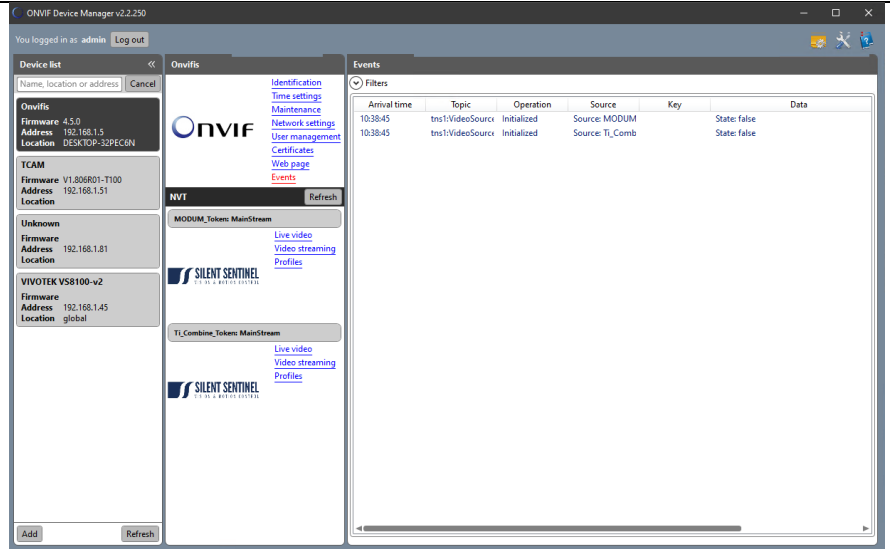 ONVIF Device Manager v2.2.250
You logged in as admin Log out
Device list
Name, location or address Cancel
Onvifis
Firmware 4.5.0
Address 192.168.1.5
Location DESKTOP-32PEC6N
TCAM
Firmware V1.806R01-T100
Address 192.168.1.51
Location
Unknown
Firmware
Address 192.168.1.81
Location
VIVOTEK VS8100-v2
Firmware
Address 192.168.1.45
Location global
Add Refresh
Onvifis
ONVIF
Identification
Time settings
Maintenance
Network settings
User management
Certificates
Web page
Events
NVT Refresh
MODUM_Token: MainStream
Live video
Video streaming
Profiles
SILENT SENTINEL
Ti_Combine_Token: MainStream
Live video
Video streaming
Profiles
SILENT SENTINEL
Events
Filters
Arrival time Topic Operation Source Key Data
10:38:45 tns1:VideoSource Initialized Source: MODUM State: false
10:38:45 tns1:VideoSource Initialized Source: Ti_Comb State: false